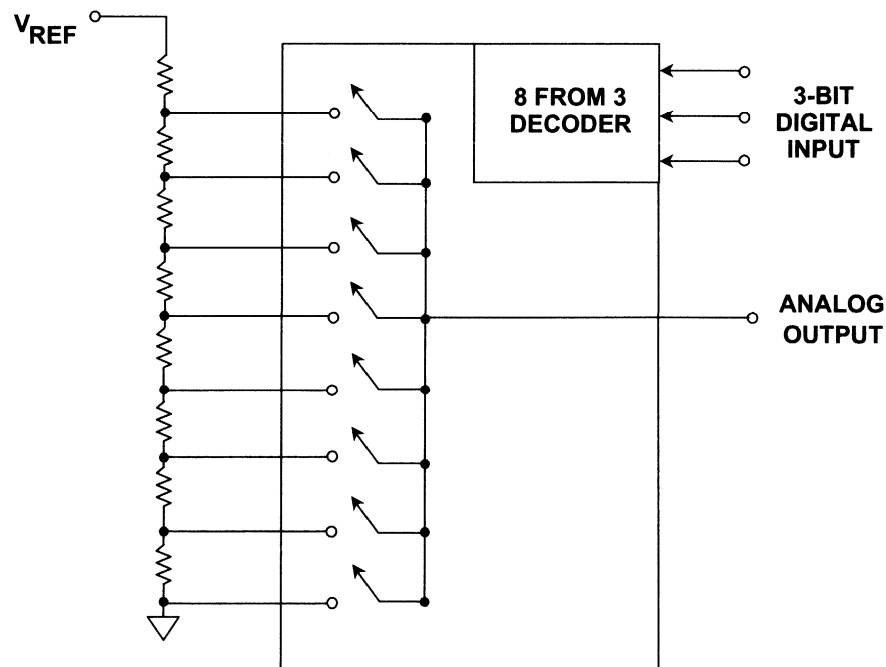 VREF
8 FROM 3
DECODER
3-BIT
DIGITAL
INPUT
ANALOG
OUTPUT